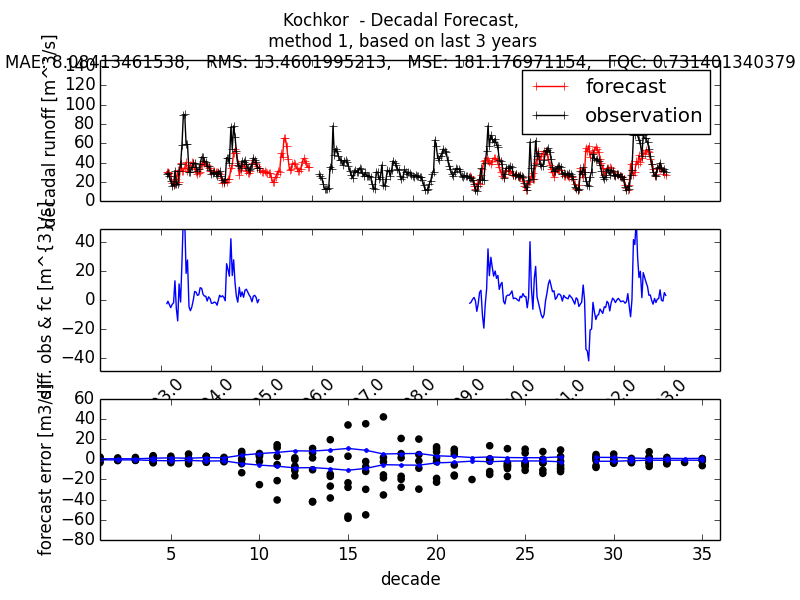 Kochkor - Decadal Forecast,
method 1, based on last 3 years
MAE: 8.08413461538, RMS: 13.4601995213, MSE: 181.176971154, FQC: 0.731401340379
decadal runoff [m^3/s]
140
120
100
80
60
40
20
0
forecast
observation
diff. obs & fc [m^{3}/s]
40
20
0
−20
−40
forecast error [m3/s]
60
40
20
0
−20
−40
−60
−80
5 10 15 20 25 30 35
decade